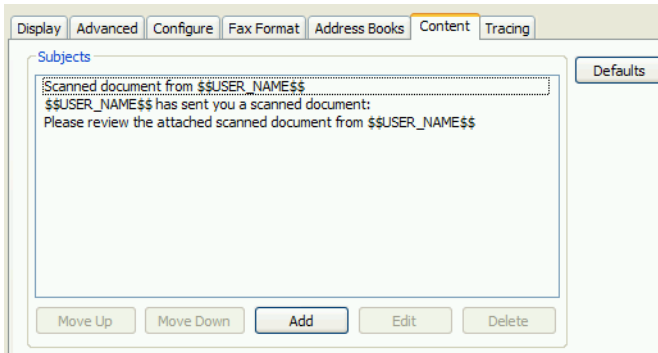 Display Advanced Configure Fax Format Address Books Content Tracing
Subjects
Defaults
Scanned document from $$USER_NAME$$
$$USER_NAME$$ has sent you a scanned document:
Please review the attached scanned document from $$USER_NAME$$
Move Up Move Down Add Edit Delete